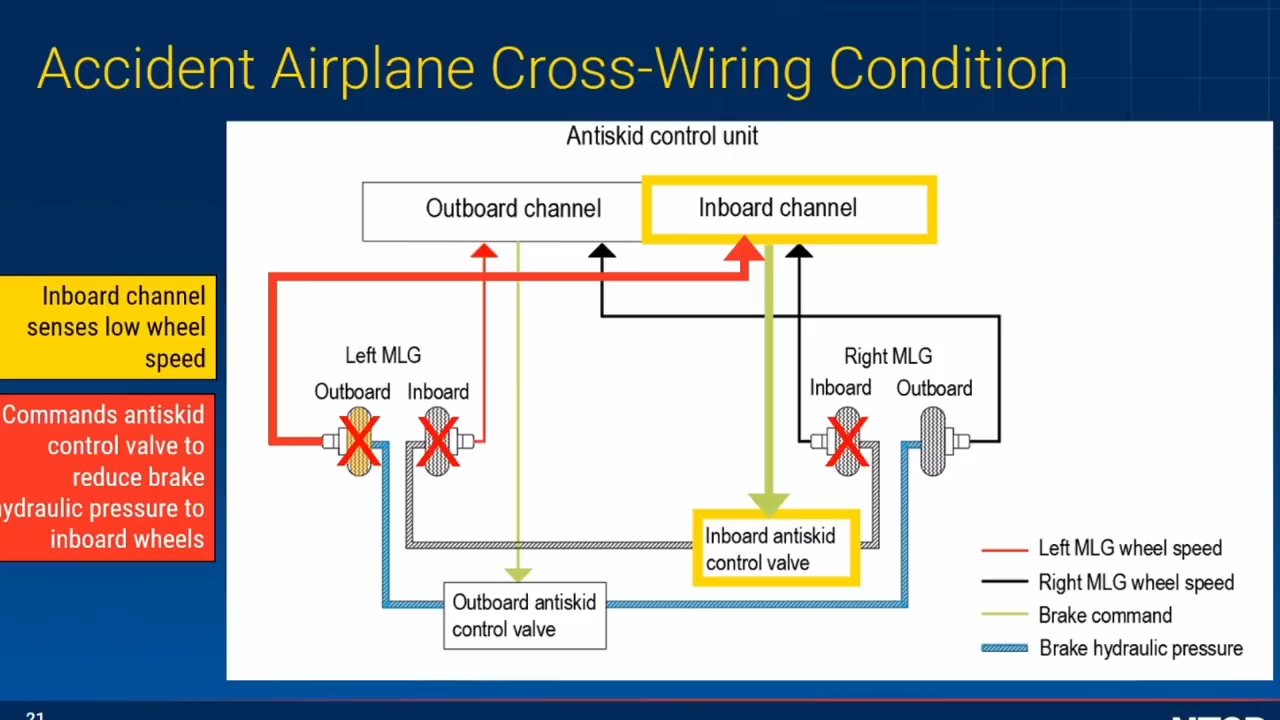 Accident Airplane Cross-Wiring Condition
Antiskid control unit
Outboard channel
Inboard channel
Inboard channel
senses low wheel
speed
Commands antiskid
control valve to
reduce brake
hydraulic pressure to
inboard wheels
Left MLG
Outboard Inboard
Right MLG
Inboard Outboard
Inboard antiskid
control valve
Outboard antiskid
control valve
Left MLG wheel speed
Right MLG wheel speed
Brake command
Brake hydraulic pressure
21
NTSB